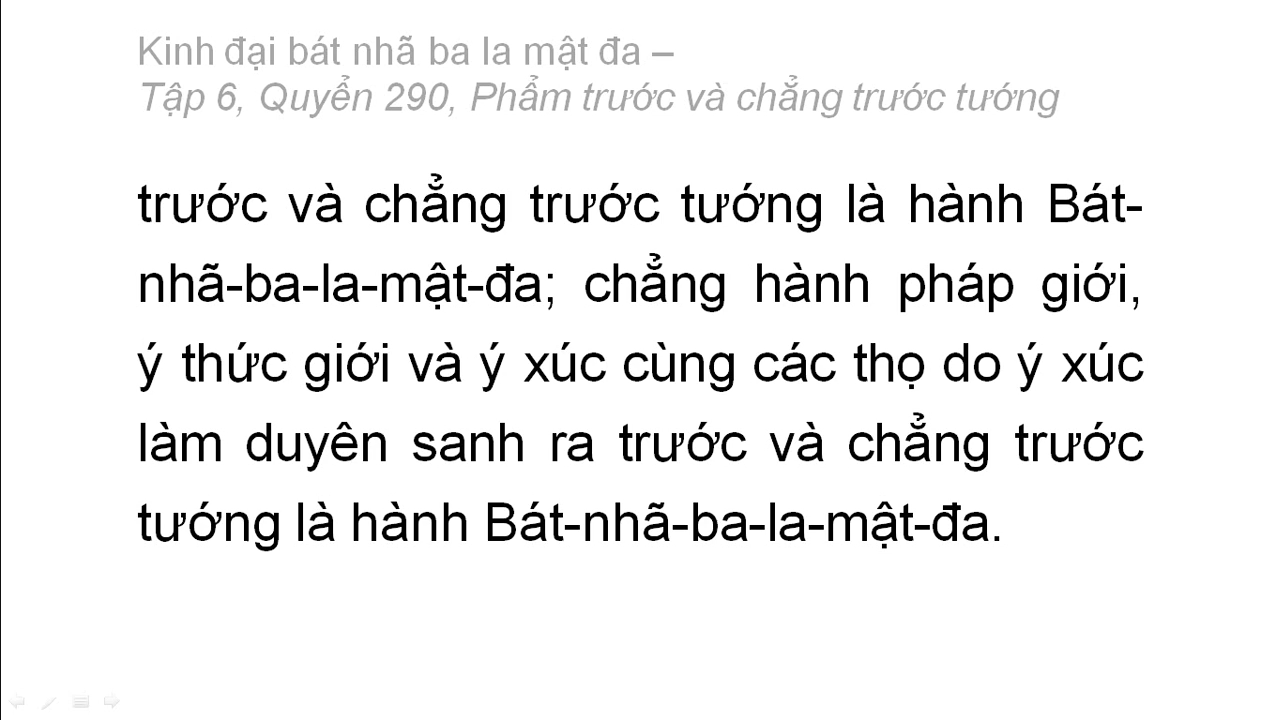 Kinh đại bát nhã ba la mật đa –
Tập 6, Quyển 290, Phẩm trước và chẳng trước tướng
trước và chẳng trước tướng là hành Bát-
nhã-ba-la-mật-đa; chẳng hành pháp giới,
ý thức giới và ý xúc cùng các thọ do ý xúc
làm duyên sanh ra trước và chẳng trước
tướng là hành Bát-nhã-ba-la-mật-đa.